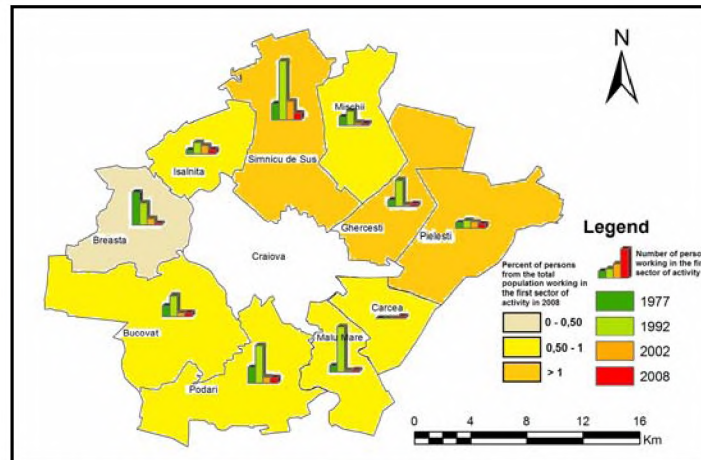 N
Mischii
Isalnita
Simnicu de Sus
Ghercesti
Pielesti
Breasta
Craiova
Carcea
Bucovat
Malu Mare
Podari
Legend
Percent of persons
from the total
population working in
the first sector of
activity in 2008
0 - 0,50
0,50 - 1
> 1
Number of perso
working in the fir
sector of activity
1977
1992
2002
2008
0 4 8 12 16
Km